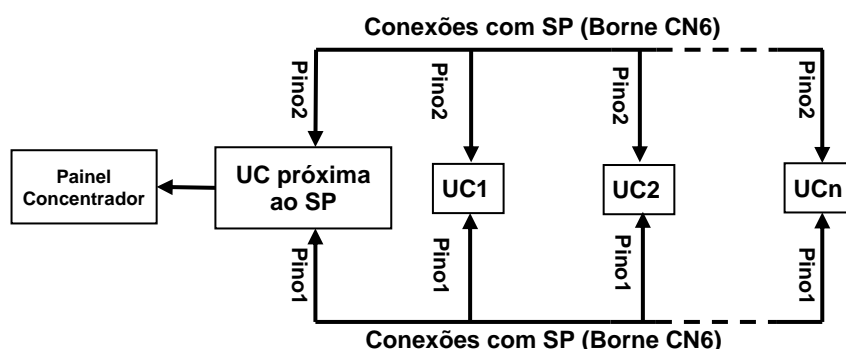 Conexões com SP (Borne CN6)
Pino2
Pino2
Pino2
Pino2
Painel
Concentrador
UC próxima
ao SP
UC1
UC2
UCn
Pino1
Pino1
Pino1
Pino1
Conexões com SP (Borne CN6)